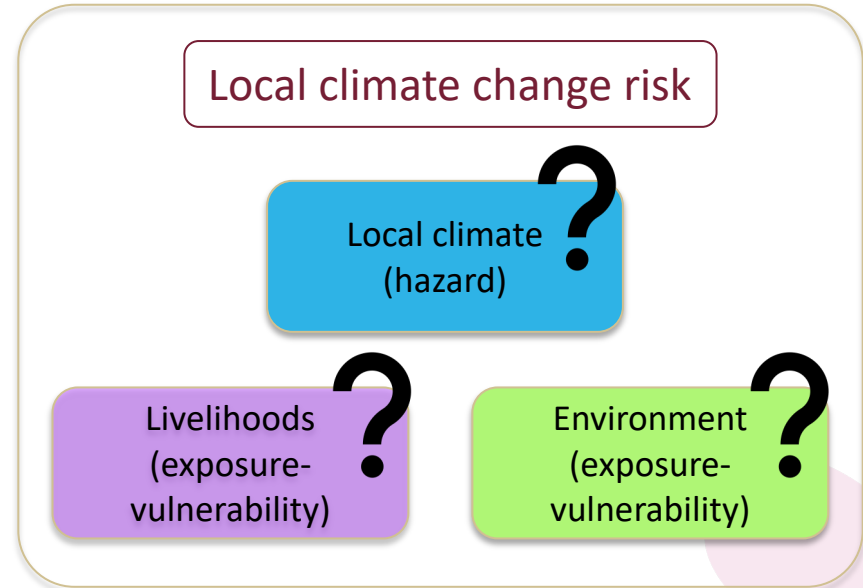 Local climate change risk
?
Local climate
(hazard)
?
Livelihoods
(exposure-
vulnerability)
?
Environment
(exposure-
vulnerability)